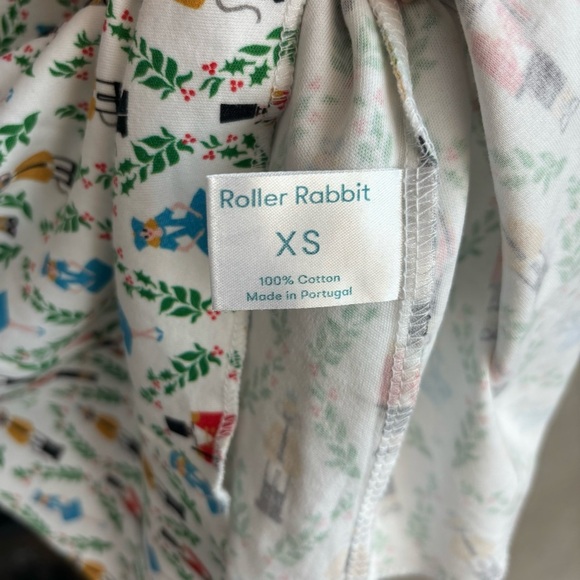 Roller Rabbit
XS
100% Cotton
Made in Portugal